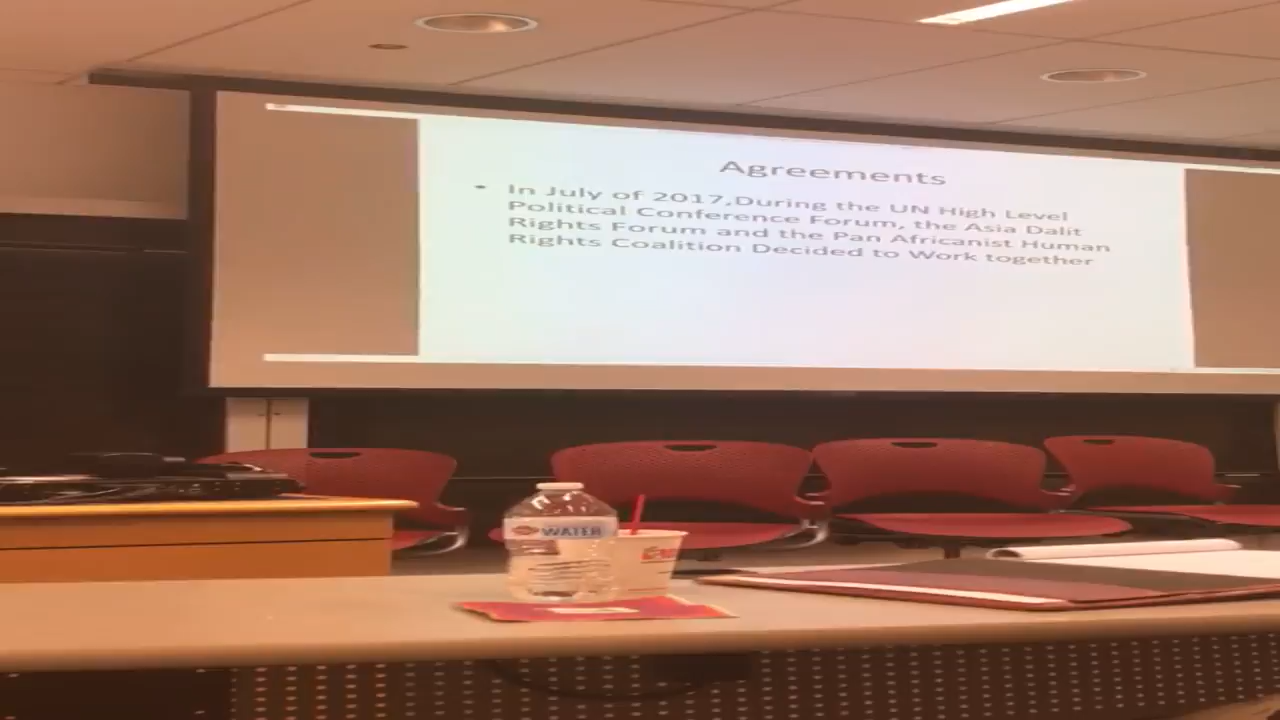 Agreements
• In July of 2017,During the UN High Level
Political Conference Forum, the Asia Dalit
Rights Forum and the Pan Africanist Human
Rights Coalition Decided to Work together
WATER